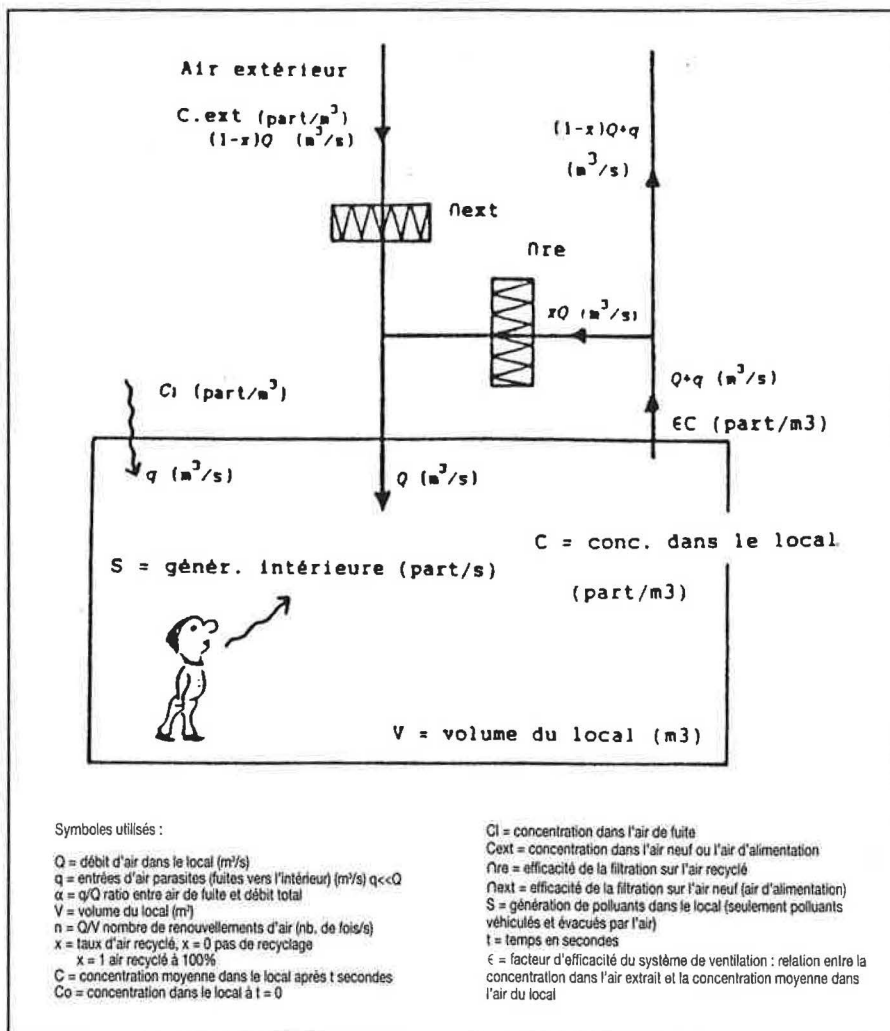 Air extérieur
C.ext (part/m³)
(1-x)Q (m³/s)
(1-x)Q+q
(m³/s)
ηext
ηre
xQ (m³/s)
Cl (part/m³)
Q+q (m³/s)
ϵC (part/m3)
q (m³/s)
Q (m³/s)
C = conc. dans le local
(part/m3)
S = génér. intérieure (part/s)
V = volume du local (m3)
Symboles utilisés :
Q = débit d'air dans le local (m³/s)
q = entrées d'air parasites (fuites vers l'intérieur) (m³/s) q<<Q
α = q/Q ratio entre air de fuite et débit total
V = volume du local (m³)
n = Q/V nombre de renouvellements d'air (nb. de fois/s)
x = taux d'air recyclé, x = 0 pas de recyclage
x = 1 air recyclé à 100%
C = concentration moyenne dans le local après t secondes
Co = concentration dans le local à t = 0
Cl = concentration dans l'air de fuite
Cext = concentration dans l'air neuf ou l'air d'alimentation
ηre = efficacité de la filtration sur l'air recyclé
ηext = efficacité de la filtration sur l'air neuf (air d'alimentation)
S = génération de polluants dans le local (seulement polluants
véhiculés et évacués par l'air)
t = temps en secondes
ϵ = facteur d'efficacité du système de ventilation : relation entre la
concentration dans l'air extrait et la concentration moyenne dans
l'air du local